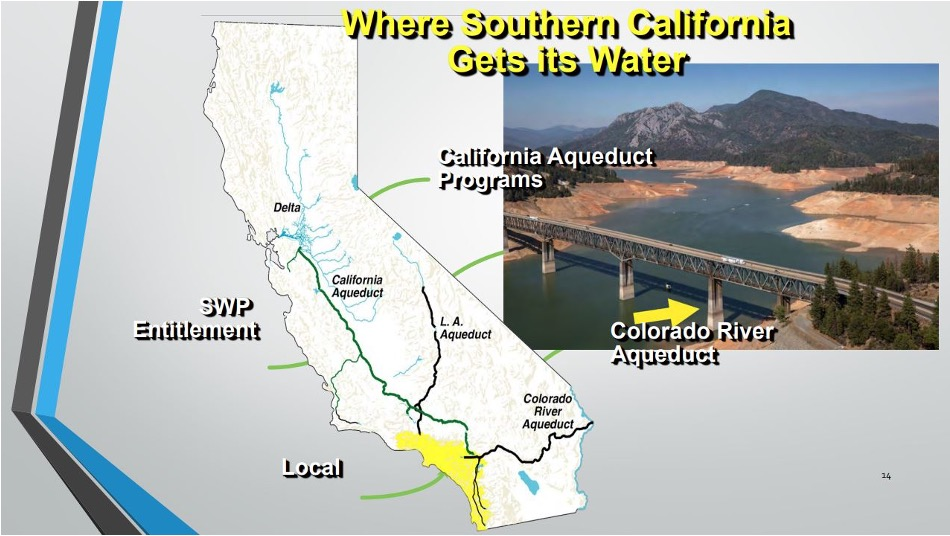 Where Southern California
Gets its Water
California Aqueduct
Programs
Delta
California
Aqueduct
SWP
Entitlement
L. A.
Aqueduct
Colorado River
Aqueduct
Colorado
River
Aqueduct
Local
14